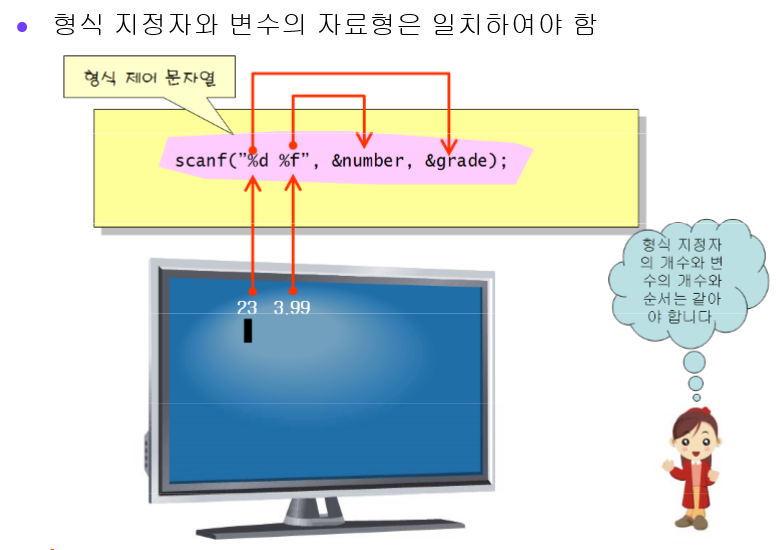 형식 지정자와 변수의 자료형은 일치하여야 함
형식 제어 문자열
scanf(”%d %f”, &number, &grade);
형식 지정자
의 개수와 변
수의 개수와
순서는 같아
야 합니다
23 3.99